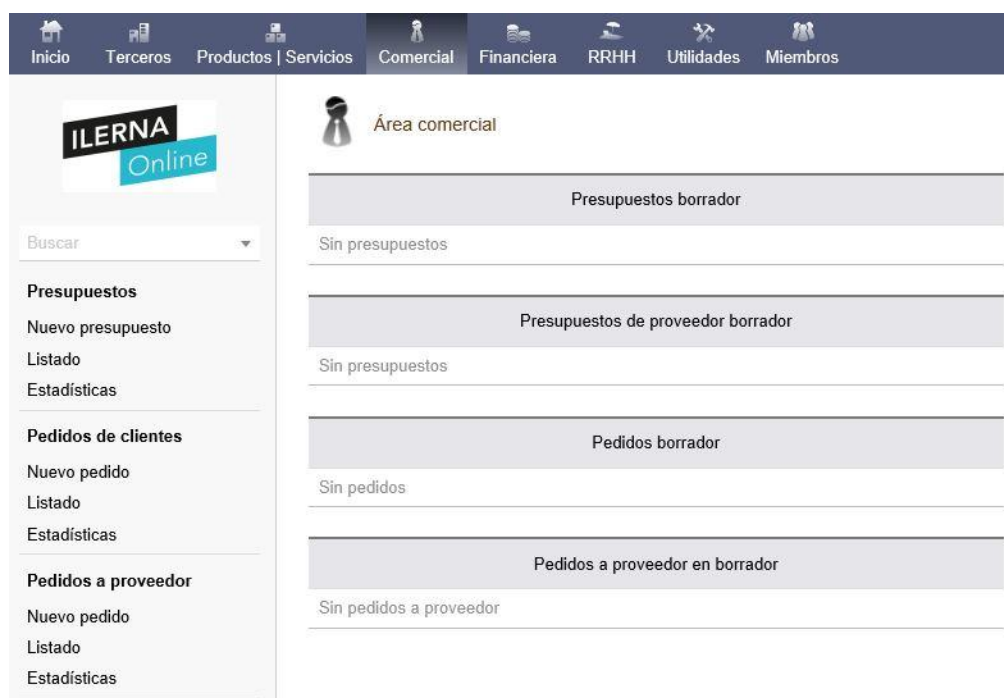 Inicio Terceros Productos | Servicios Comercial Financiera RRHH Utilidades Miembros
ILERNA
Online
Buscar
Presupuestos
Nuevo presupuesto
Listado
Estadísticas
Pedidos de clientes
Nuevo pedido
Listado
Estadísticas
Pedidos a proveedor
Nuevo pedido
Listado
Estadísticas
Área comercial
Presupuestos borrador
Sin presupuestos
Presupuestos de proveedor borrador
Sin presupuestos
Pedidos borrador
Sin pedidos
Pedidos a proveedor en borrador
Sin pedidos a proveedor